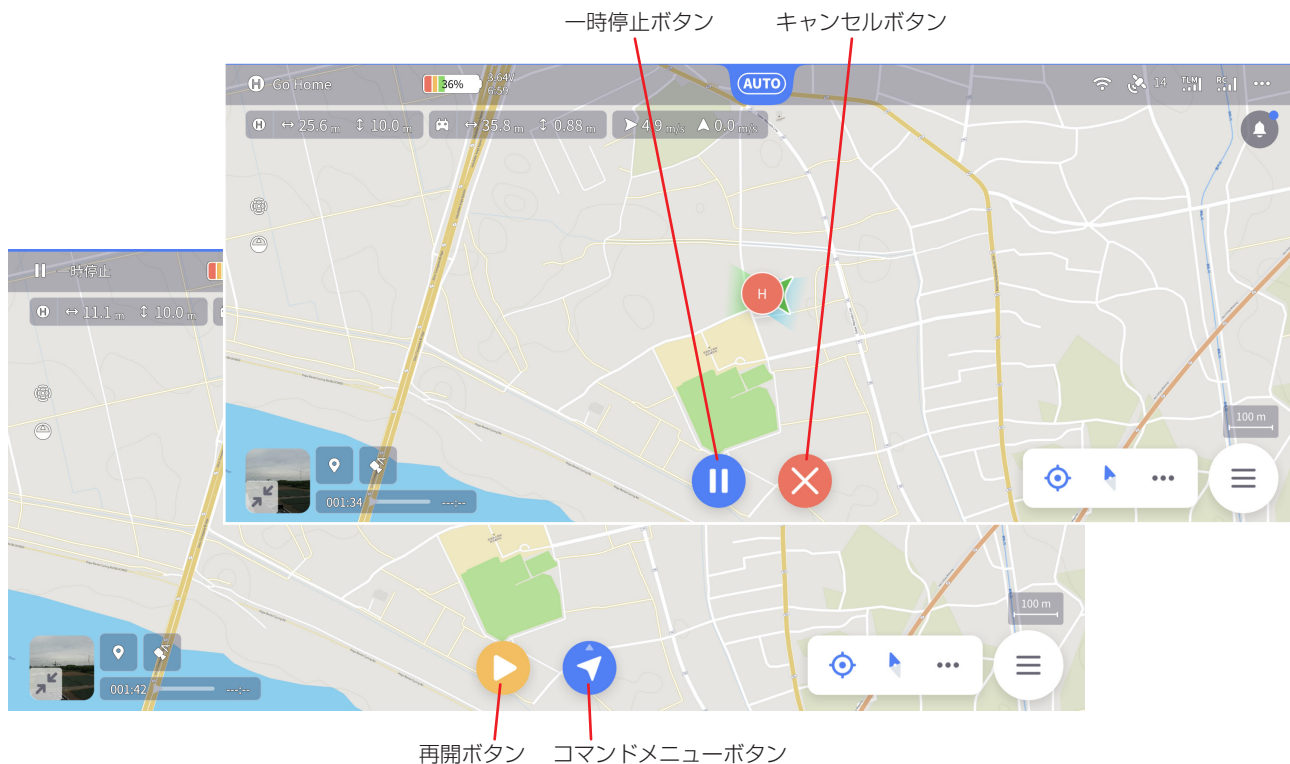 一時停止ボタン
キャンセルボタン
H Go Home
36%
3.64V
6:59
AUTO
14
TLM
RC
H ↔ 25.6 m ↕ 10.0 m
↔ 35.8 m ↕ 0.88 m
4.9 m/s 0.0 m/s
一時停止
H ↔ 11.1 m ↕ 10.0 m
H
100 m
001:34
---:--
100 m
001:42
---:--
再開ボタン
コマンドメニューボタン